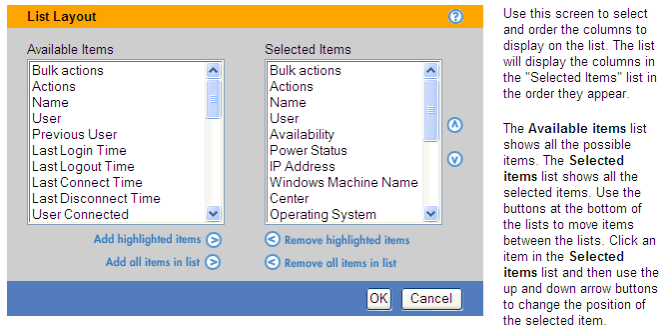 List Layout
?
Available Items
Bulk actions
Actions
Name
User
Previous User
Last Login Time
Last Logout Time
Last Connect Time
Last Disconnect Time
User Connected
Add highlighted items
Add all items in list
Selected Items
Bulk actions
Actions
Name
User
Availability
Power Status
IP Address
Windows Machine Name
Center
Operating System
Remove highlighted items
Remove all items in list
OK
Cancel
Use this screen to select
and order the columns to
display on the list. The list
will display the columns in
the "Selected Items" list in
the order they appear.
The Available items list
shows all the possible
items. The Selected
items list shows all the
selected items. Use the
buttons at the bottom of
the lists to move items
between the lists. Click an
item in the Selected
items list and then use the
up and down arrow buttons
to change the position of
the selected item.